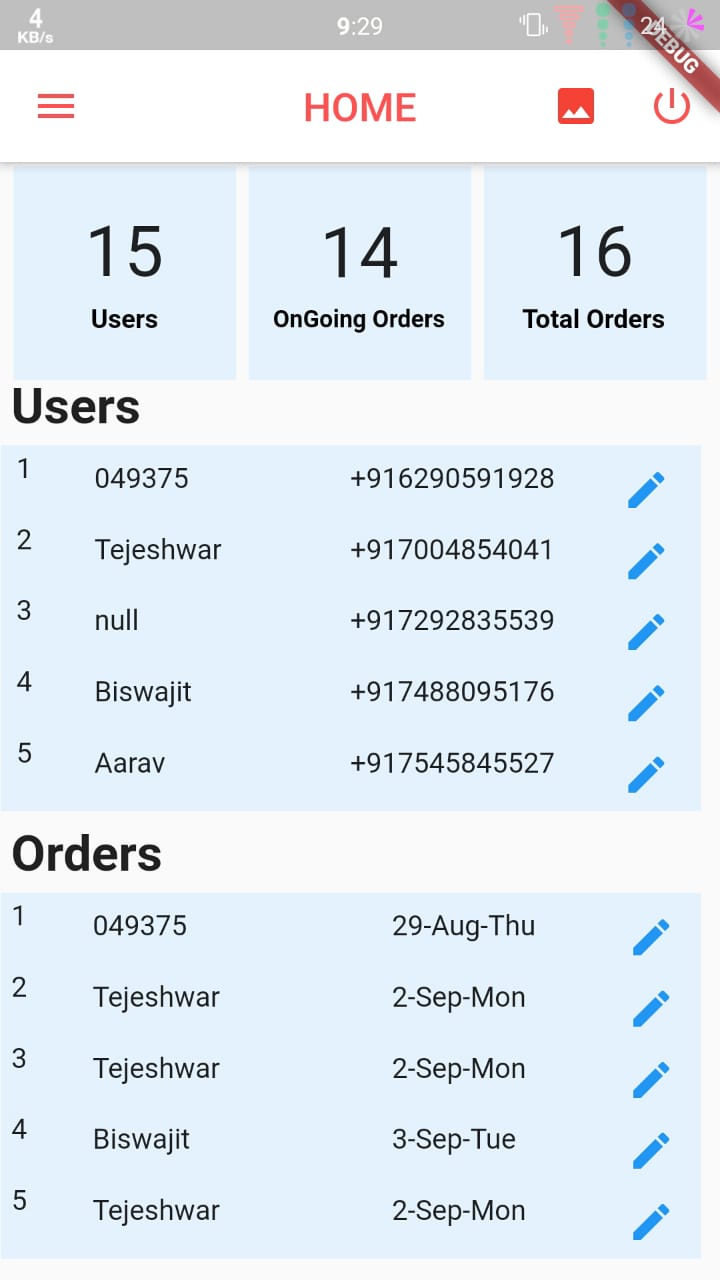 4
KB/s
9:29
24
DEBUG
HOME
15
Users
14
OnGoing Orders
16
Total Orders
Users
1 049375 +916290591928
2 Tejeshwar +917004854041
3 null +917292835539
4 Biswajit +917488095176
5 Aarav +917545845527
Orders
1 049375 29-Aug-Thu
2 Tejeshwar 2-Sep-Mon
3 Tejeshwar 2-Sep-Mon
4 Biswajit 3-Sep-Tue
5 Tejeshwar 2-Sep-Mon